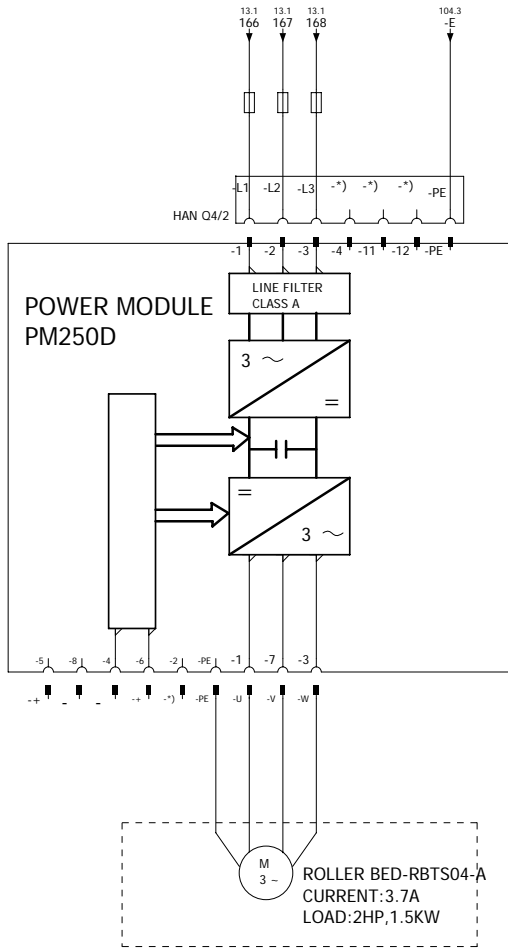 13.1 13.1 13.1 104.3
166 167 168 -E
-L1 -L2 -L3 -*) -*) -*) -PE
HAN Q4/2
-1 -2 -3 -4 -11 -12 -PE
LINE FILTER
CLASS A
POWER MODULE
PM250D
3 ~
=
=
3 ~
-5 -8 -4 -6 -2 -PE -1 -7 -3
-+ - - -+ -*) -PE -U -V -W
M
3 ~
ROLLER BED-RBTS04-A
CURRENT:3.7A
LOAD:2HP,1.5KW